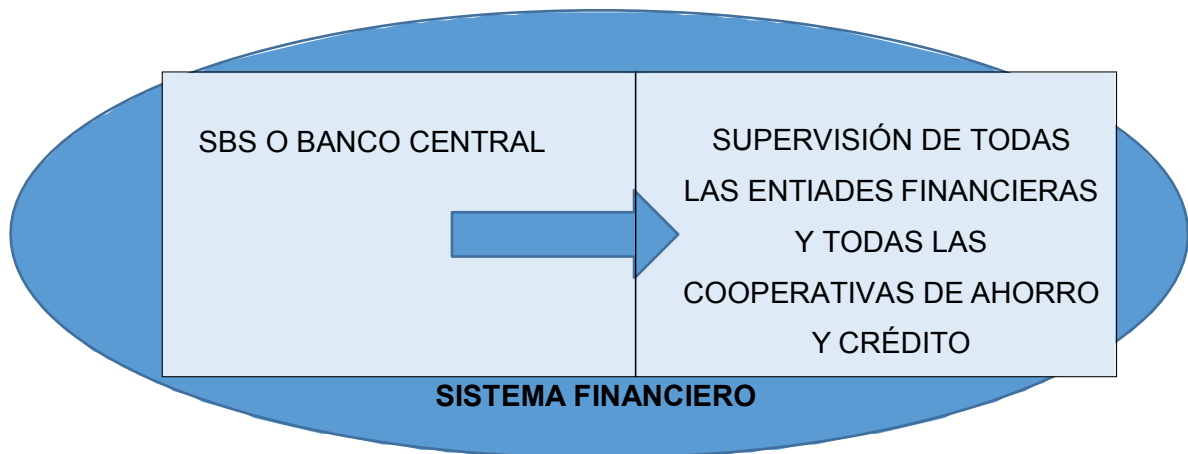 SBS O BANCO CENTRAL
SUPERVISIÓN DE TODAS
LAS ENTIADES FINANCIERAS
Y TODAS LAS
COOPERATIVAS DE AHORRO
Y CRÉDITO
SISTEMA FINANCIERO